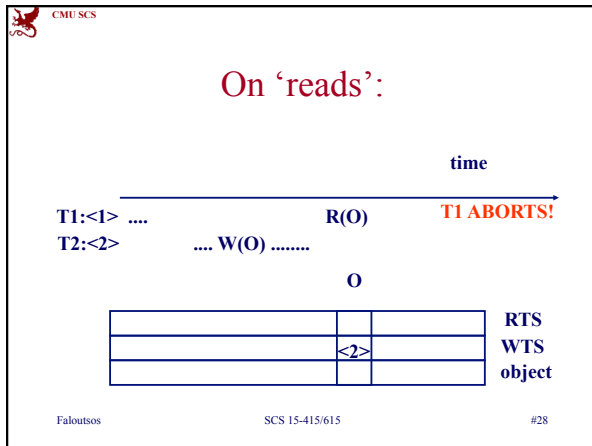 CMU SCS
On ‘reads’:
time
T1:<1> .... R(O) T1 ABORTS!
T2:<2> .... W(O) ........
O
RTS
<2> WTS
object
Faloutsos SCS 15-415/615 #28